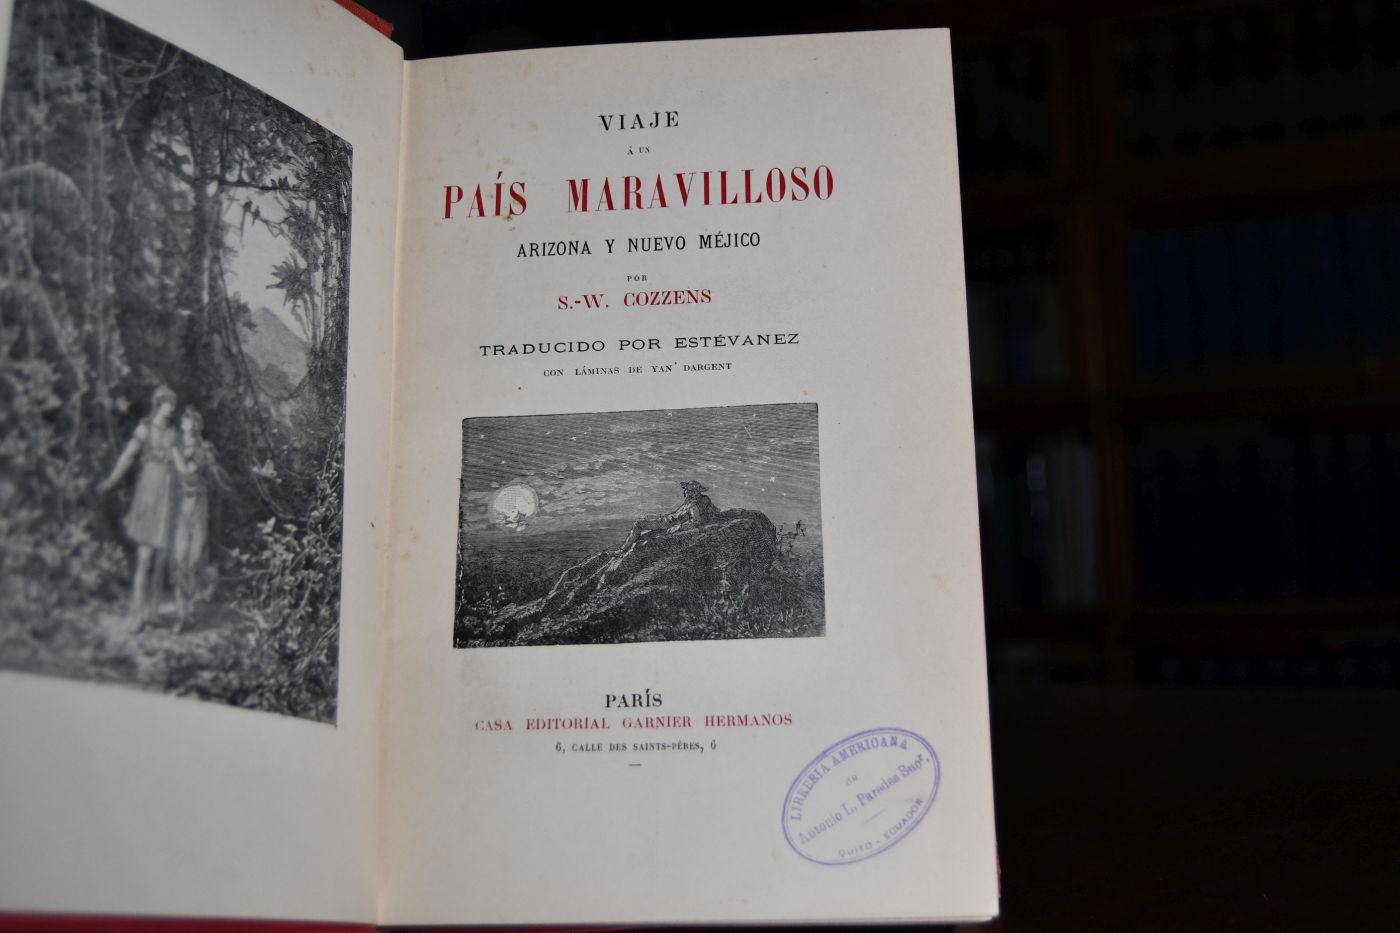 VIAJE
Á UN
PAÍS MARAVILLOSO
ARIZONA Y NUEVO MÉJICO
POR
S.-W. COZZENS
TRADUCIDO POR ESTÉVANEZ
CON LÁMINAS DE YAN' DARGENT
PARÍS
CASA EDITORIAL GARNIER HERMANOS
6, CALLE DES SAINTS-PÈRES, 6
LIBRERIA AMERICANA
de
Antonio L. Paredes Sucr.
QUITO - ECUADOR